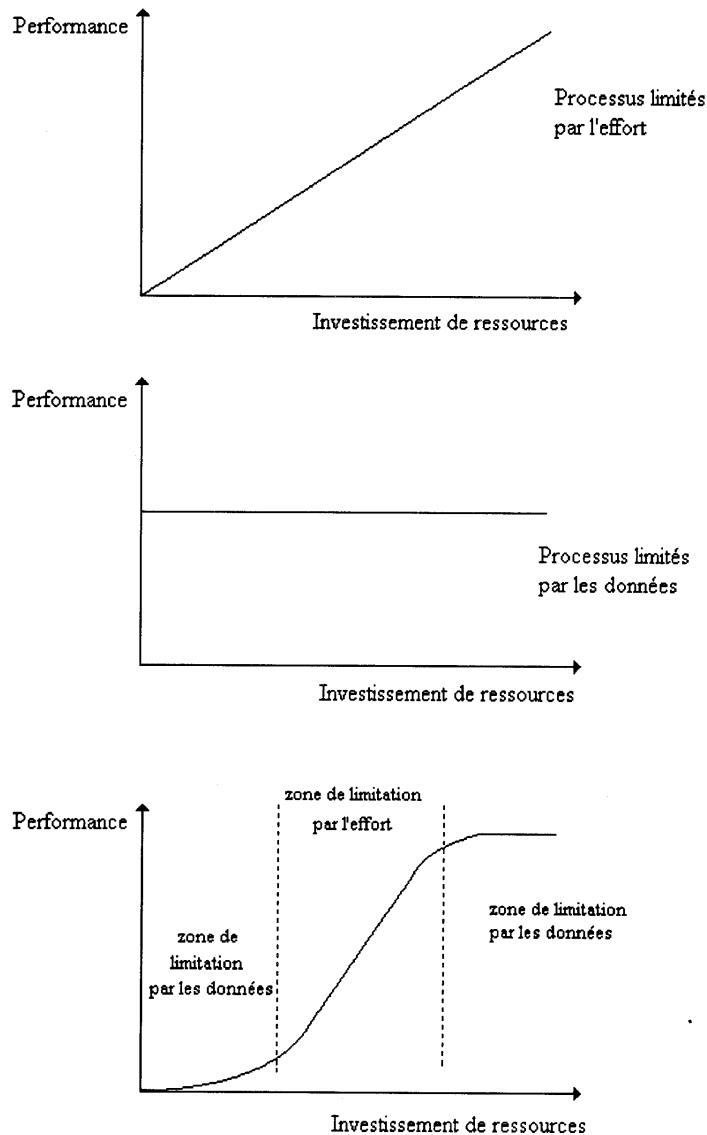 Performance
Processus limités
par l'effort
Investissement de ressources
Performance
Processus limités
par les données
Investissement de ressources
zone de limitation
par l'effort
Performance
zone de limitation
par les données
zone de
limitation
par les données
Investissement de ressources